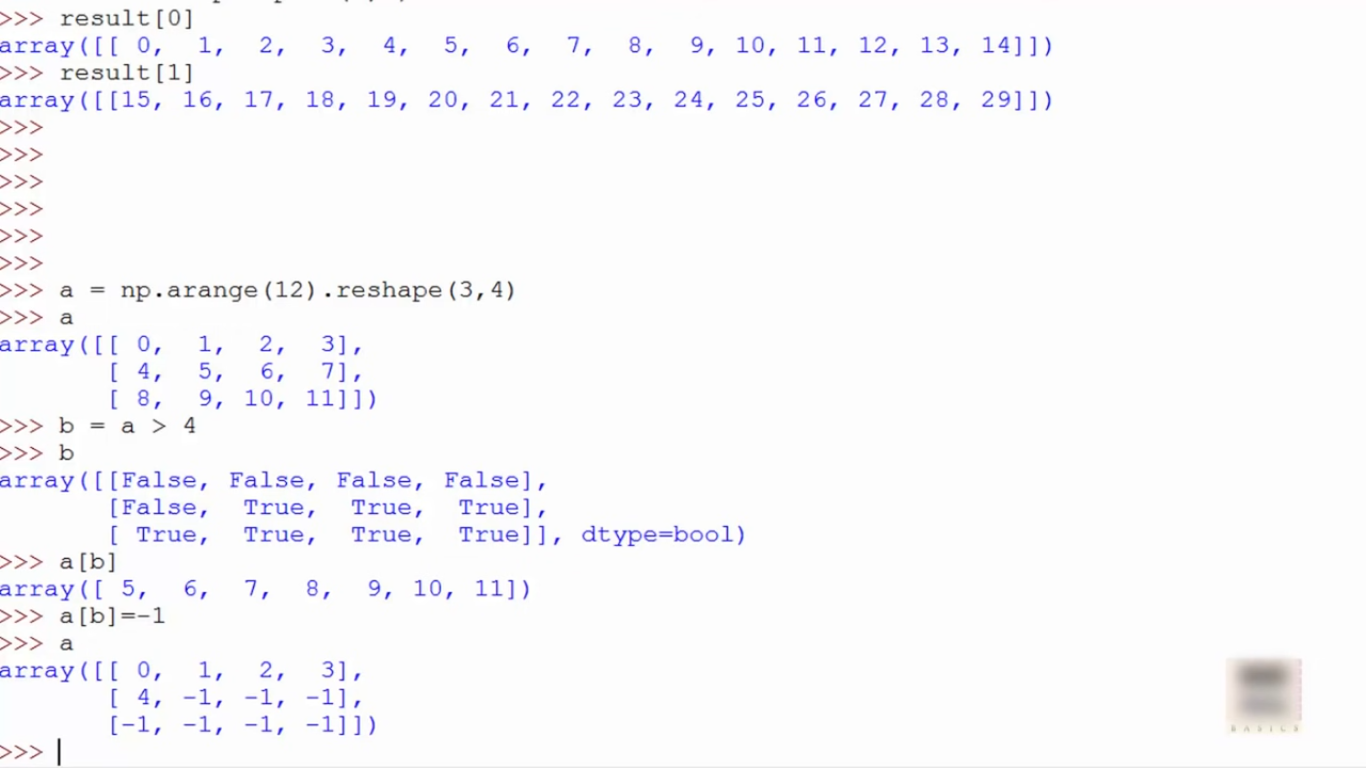 >>> result[0]
array([[ 0,  1,  2,  3,  4,  5,  6,  7,  8,  9, 10, 11, 12, 13, 14]])
>>> result[1]
array([[15, 16, 17, 18, 19, 20, 21, 22, 23, 24, 25, 26, 27, 28, 29]])
>>>
>>>
>>>
>>>
>>>
>>>
>>> a = np.arange(12).reshape(3,4)
>>> a
array([[ 0,  1,  2,  3],
       [ 4,  5,  6,  7],
       [ 8,  9, 10, 11]])
>>> b = a > 4
>>> b
array([[False, False, False, False],
       [False,  True,  True,  True],
       [ True,  True,  True,  True]], dtype=bool)
>>> a[b]
array([ 5,  6,  7,  8,  9, 10, 11])
>>> a[b]=-1
>>> a
array([[ 0,  1,  2,  3],
       [ 4, -1, -1, -1],
       [-1, -1, -1, -1]])
>>>
BASICS